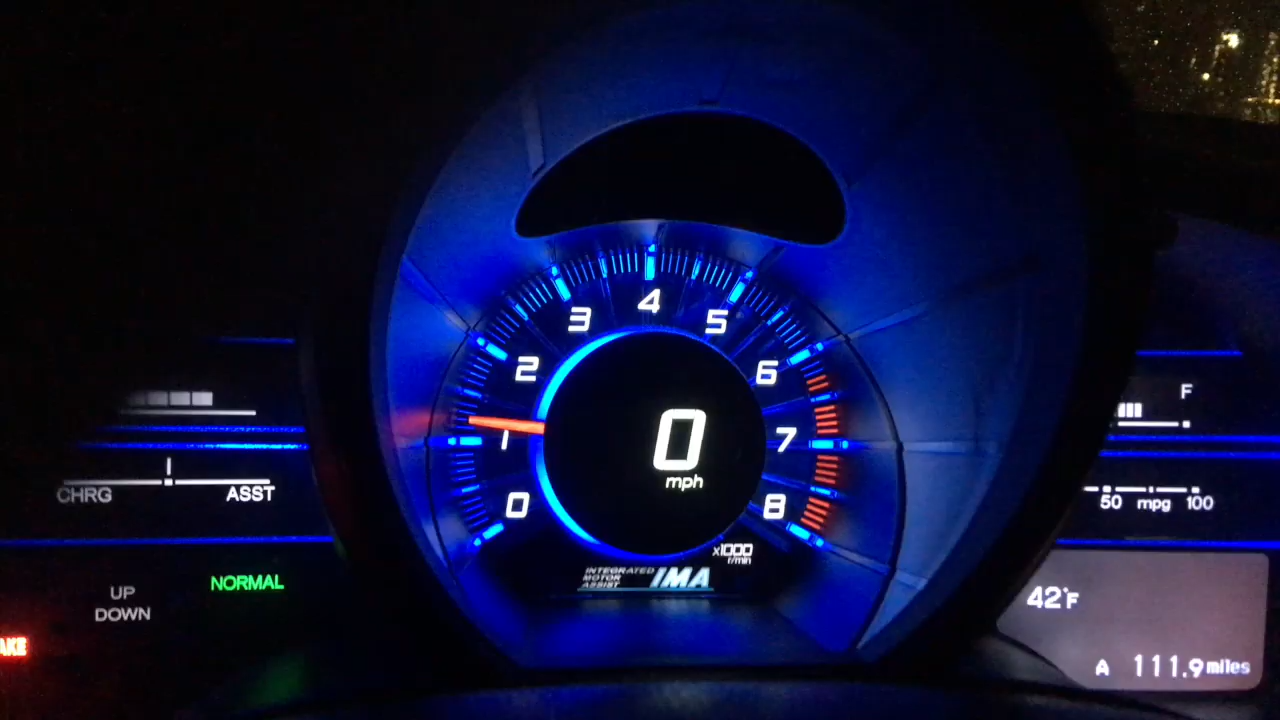 4
3
5
2
6
F
1
0
mph
7
CHRG
ASST
0
8
50 mpg 100
x1000
r/min
INTEGRATED
MOTOR
ASSIST
IMA
NORMAL
UP
DOWN
42°F
A 111.9 miles